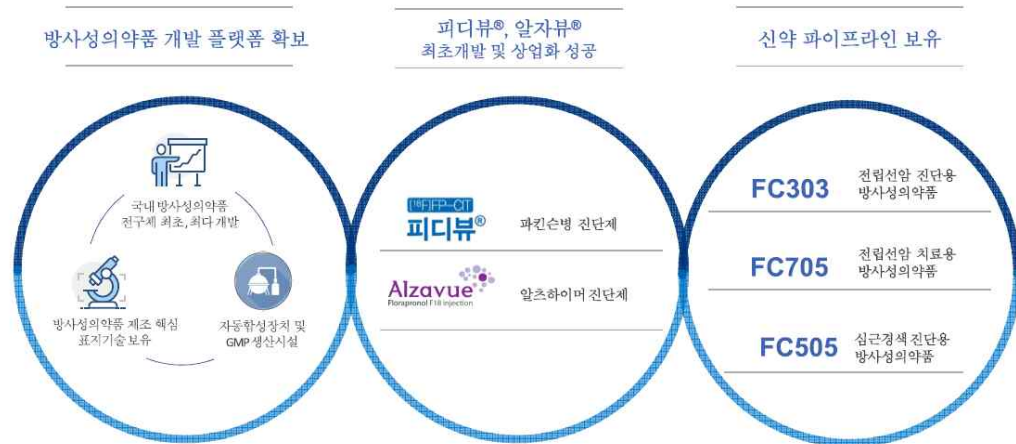 방사성의약품 개발 플랫폼 확보
국내 방사성의약품
전구체 최초, 최다 개발
방사성의약품 제조 핵심
표지기술 보유
자동합성장치 및
GMP 생산시설
피디뷰®, 알자뷰®
최초개발 및 상업화 성공
[18F]FP-CIT
피디뷰®
파킨슨병 진단제
Alzavue
Florapronol F18 Injection
알츠하이머 진단제
신약 파이프라인 보유
FC303
전립선암 진단용
방사성의약품
FC705
전립선암 치료용
방사성의약품
FC505
심근경색 진단용
방사성의약품